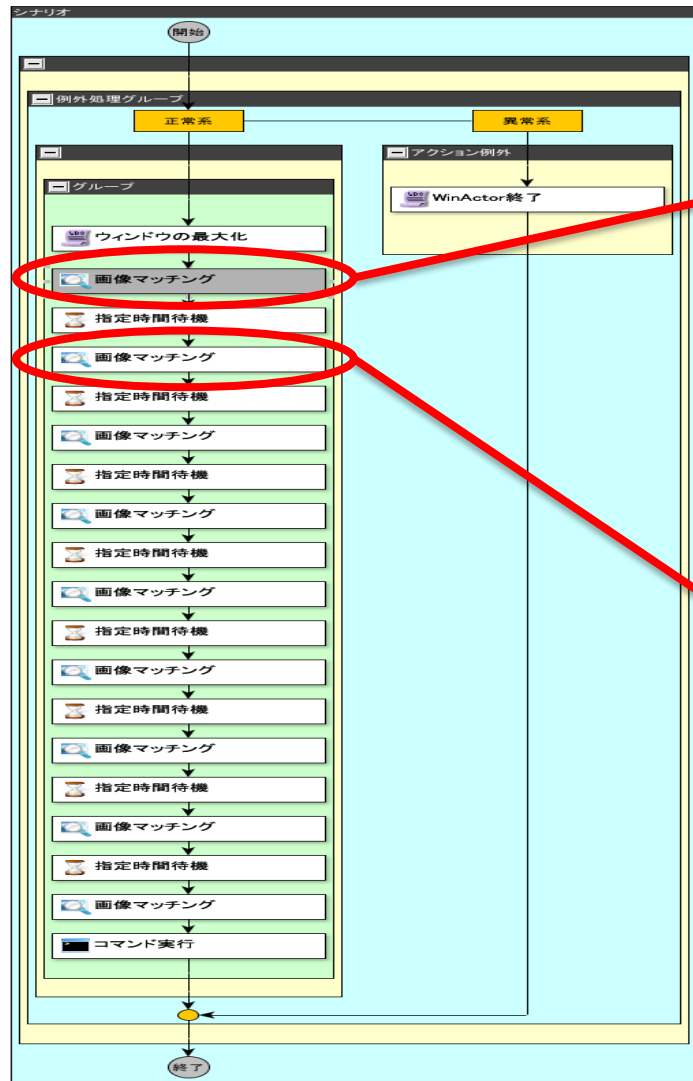 シナリオ
開始
例外処理グループ
正常系
異常系
アクション例外
グループ
WinActor終了
ウィンドウの最大化
画像マッチング
指定時間待機
画像マッチング
指定時間待機
画像マッチング
指定時間待機
画像マッチング
指定時間待機
画像マッチング
指定時間待機
画像マッチング
指定時間待機
画像マッチング
指定時間待機
画像マッチング
指定時間待機
画像マッチング
コマンド実行
終了